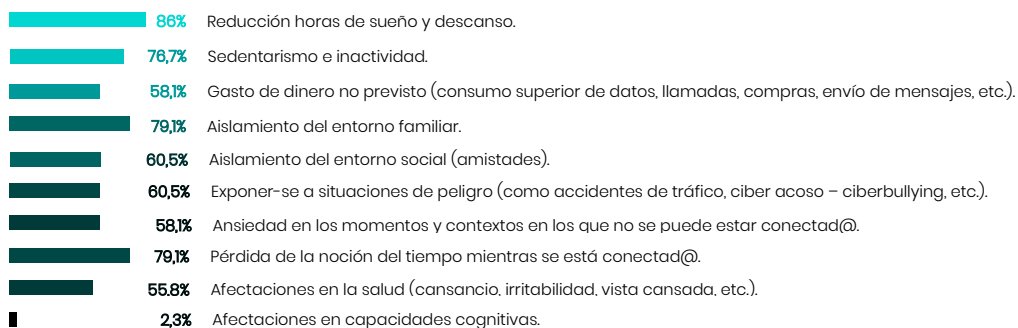 86% Reducción horas de sueño y descanso.
76,7% Sedentarismo e inactividad.
58,1% Gasto de dinero no previsto (consumo superior de datos, llamadas, compras, envío de mensajes, etc.).
79,1% Aislamiento del entorno familiar.
60,5% Aislamiento del entorno social (amistades).
60,5% Exponer-se a situaciones de peligro (como accidentes de tráfico, ciber acoso – ciberbullying, etc.).
58,1% Ansiedad en los momentos y contextos en los que no se puede estar conectad@.
79,1% Pérdida de la noción del tiempo mientras se está conectad@.
55.8% Afectaciones en la salud (cansancio, irritabilidad, vista cansada, etc.).
2,3% Afectaciones en capacidades cognitivas.